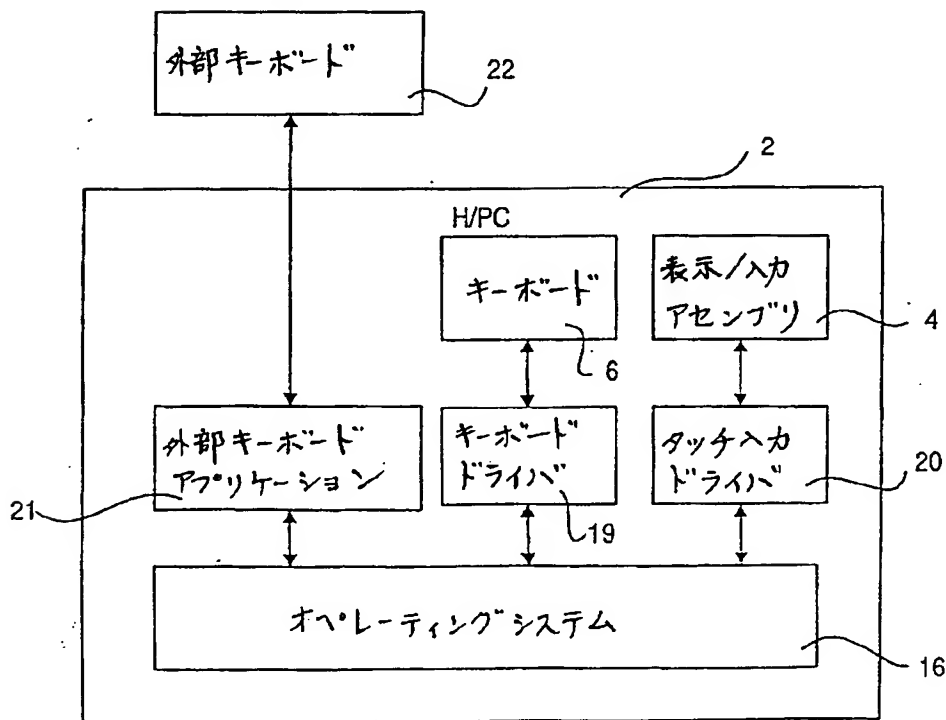 外部キーボード
22
2
H/PC
キーボード
6
表示/入力
アセンブリ
4
外部キーボード
アプリケーション
21
キーボード
ドライバ
19
タッチ入力
ドライバ
20
オペレーティングシステム
16